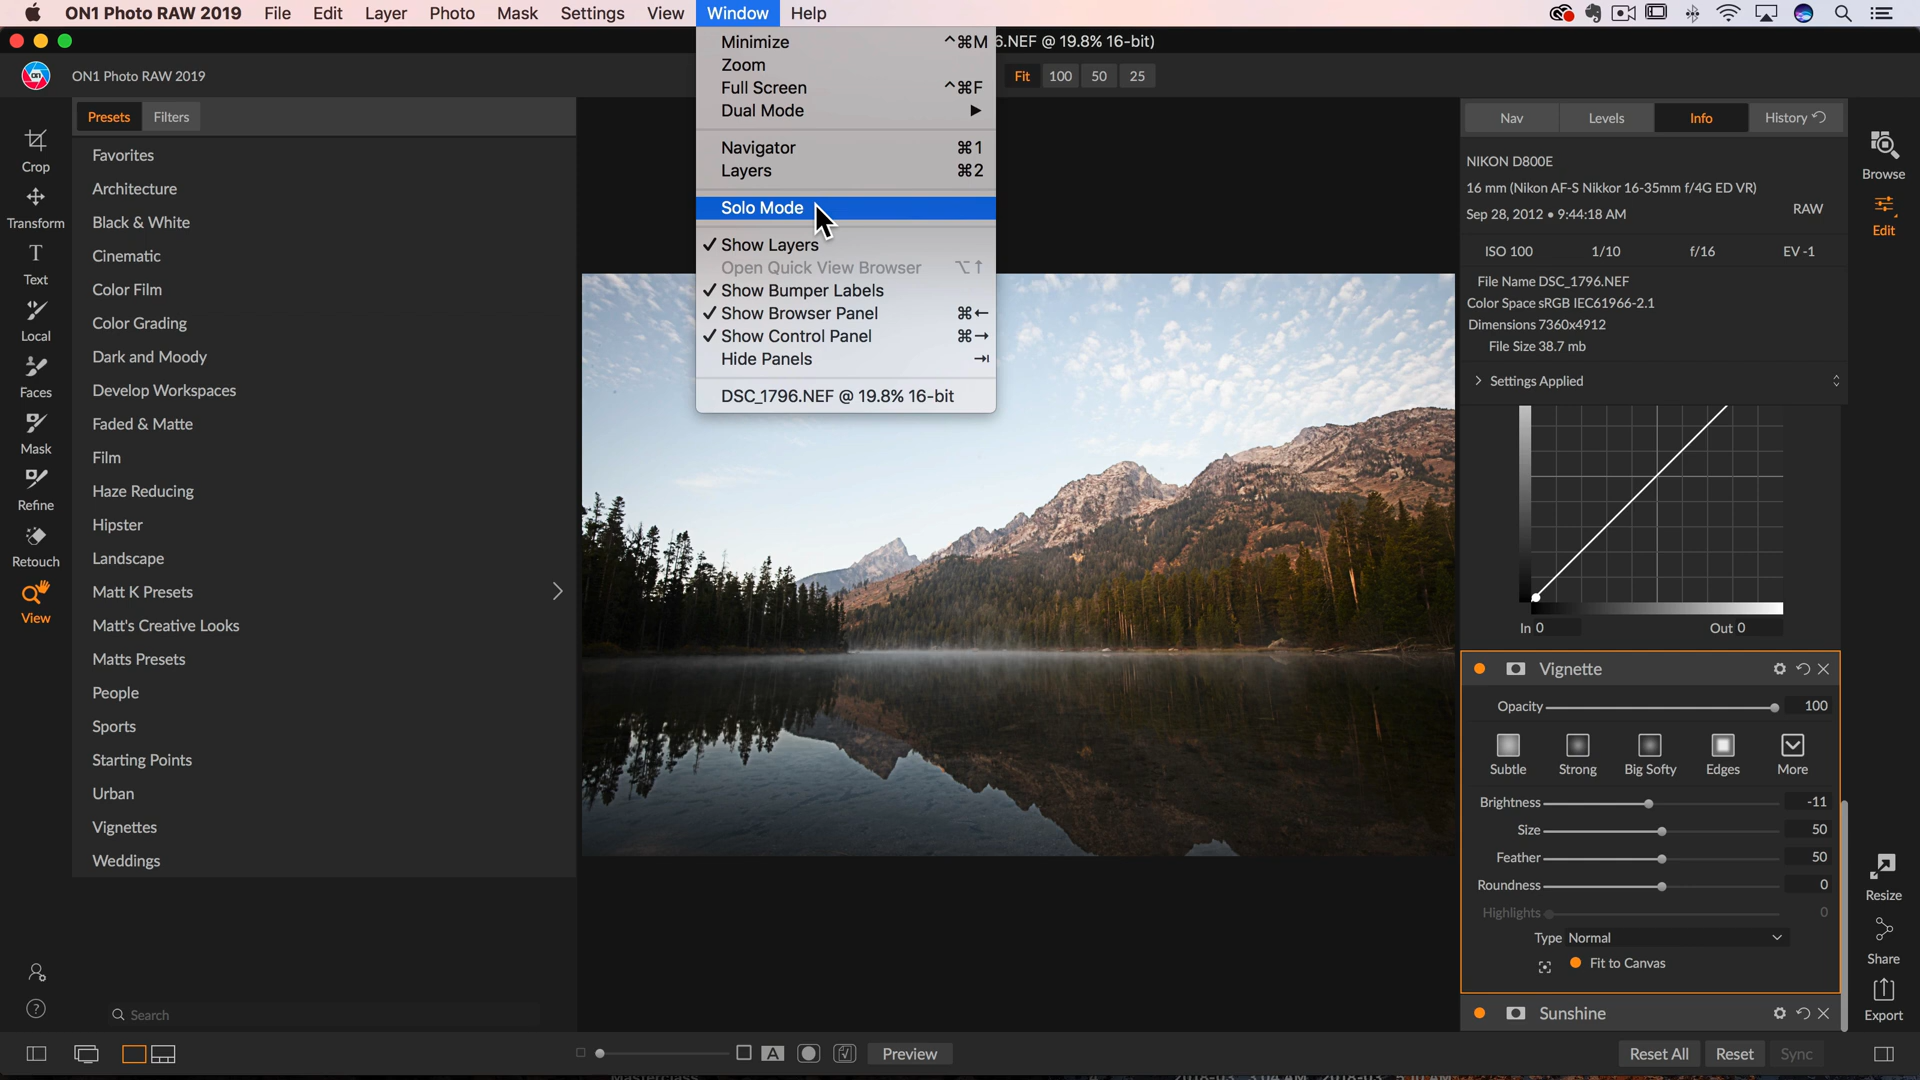 ON1 Photo RAW 2019 File Edit Layer Photo Mask Settings View Window Help
6.NEF @ 19.8% 16-bit)
ON1 Photo RAW 2019
Fit 100 50 25
Minimize ^⌘M
Zoom
Full Screen ^⌘F
Dual Mode
Navigator ⌘1
Layers ⌘2
Solo Mode
✓ Show Layers
Open Quick View Browser ⌥↑
✓ Show Bumper Labels
✓ Show Browser Panel ⌘←
✓ Show Control Panel ⌘→
Hide Panels ⇥
DSC_1796.NEF @ 19.8% 16-bit
Crop
Transform
Text
Local
Faces
Mask
Refine
Retouch
View
Presets Filters
Favorites
Architecture
Black & White
Cinematic
Color Film
Color Grading
Dark and Moody
Develop Workspaces
Faded & Matte
Film
Haze Reducing
Hipster
Landscape
Matt K Presets
Matt's Creative Looks
Matts Presets
People
Sports
Starting Points
Urban
Vignettes
Weddings
Search
Nav Levels Info History
NIKON D800E
16 mm (Nikon AF-S Nikkor 16-35mm f/4G ED VR)
Sep 28, 2012 • 9:44:18 AM RAW
ISO 100 1/10 f/16 EV -1
File Name DSC_1796.NEF
Color Space sRGB IEC61966-2.1
Dimensions 7360x4912
File Size 38.7 mb
Settings Applied
In 0 Out 0
Vignette
Opacity 100
Subtle Strong Big Softy Edges More
Brightness -11
Size 50
Feather 50
Roundness 0
Highlights 0
Type Normal
Fit to Canvas
Sunshine
Browse
Edit
Resize
Share
Export
A Preview
Reset All Reset Sync